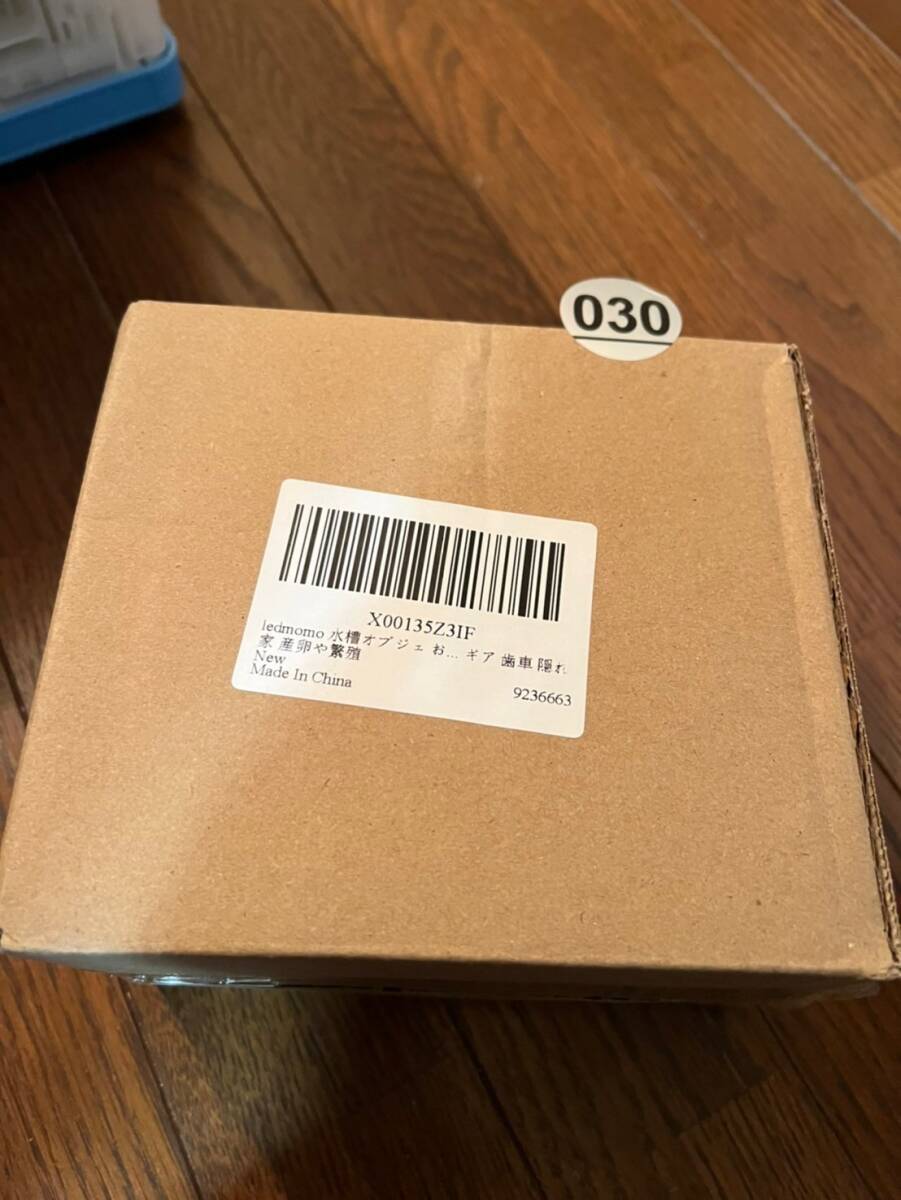 030
X00135Z3IF
ledmomo 水槽オブジェ お... ギア 歯車 隠れ
家 産卵や繁殖
New
Made In China
9236663